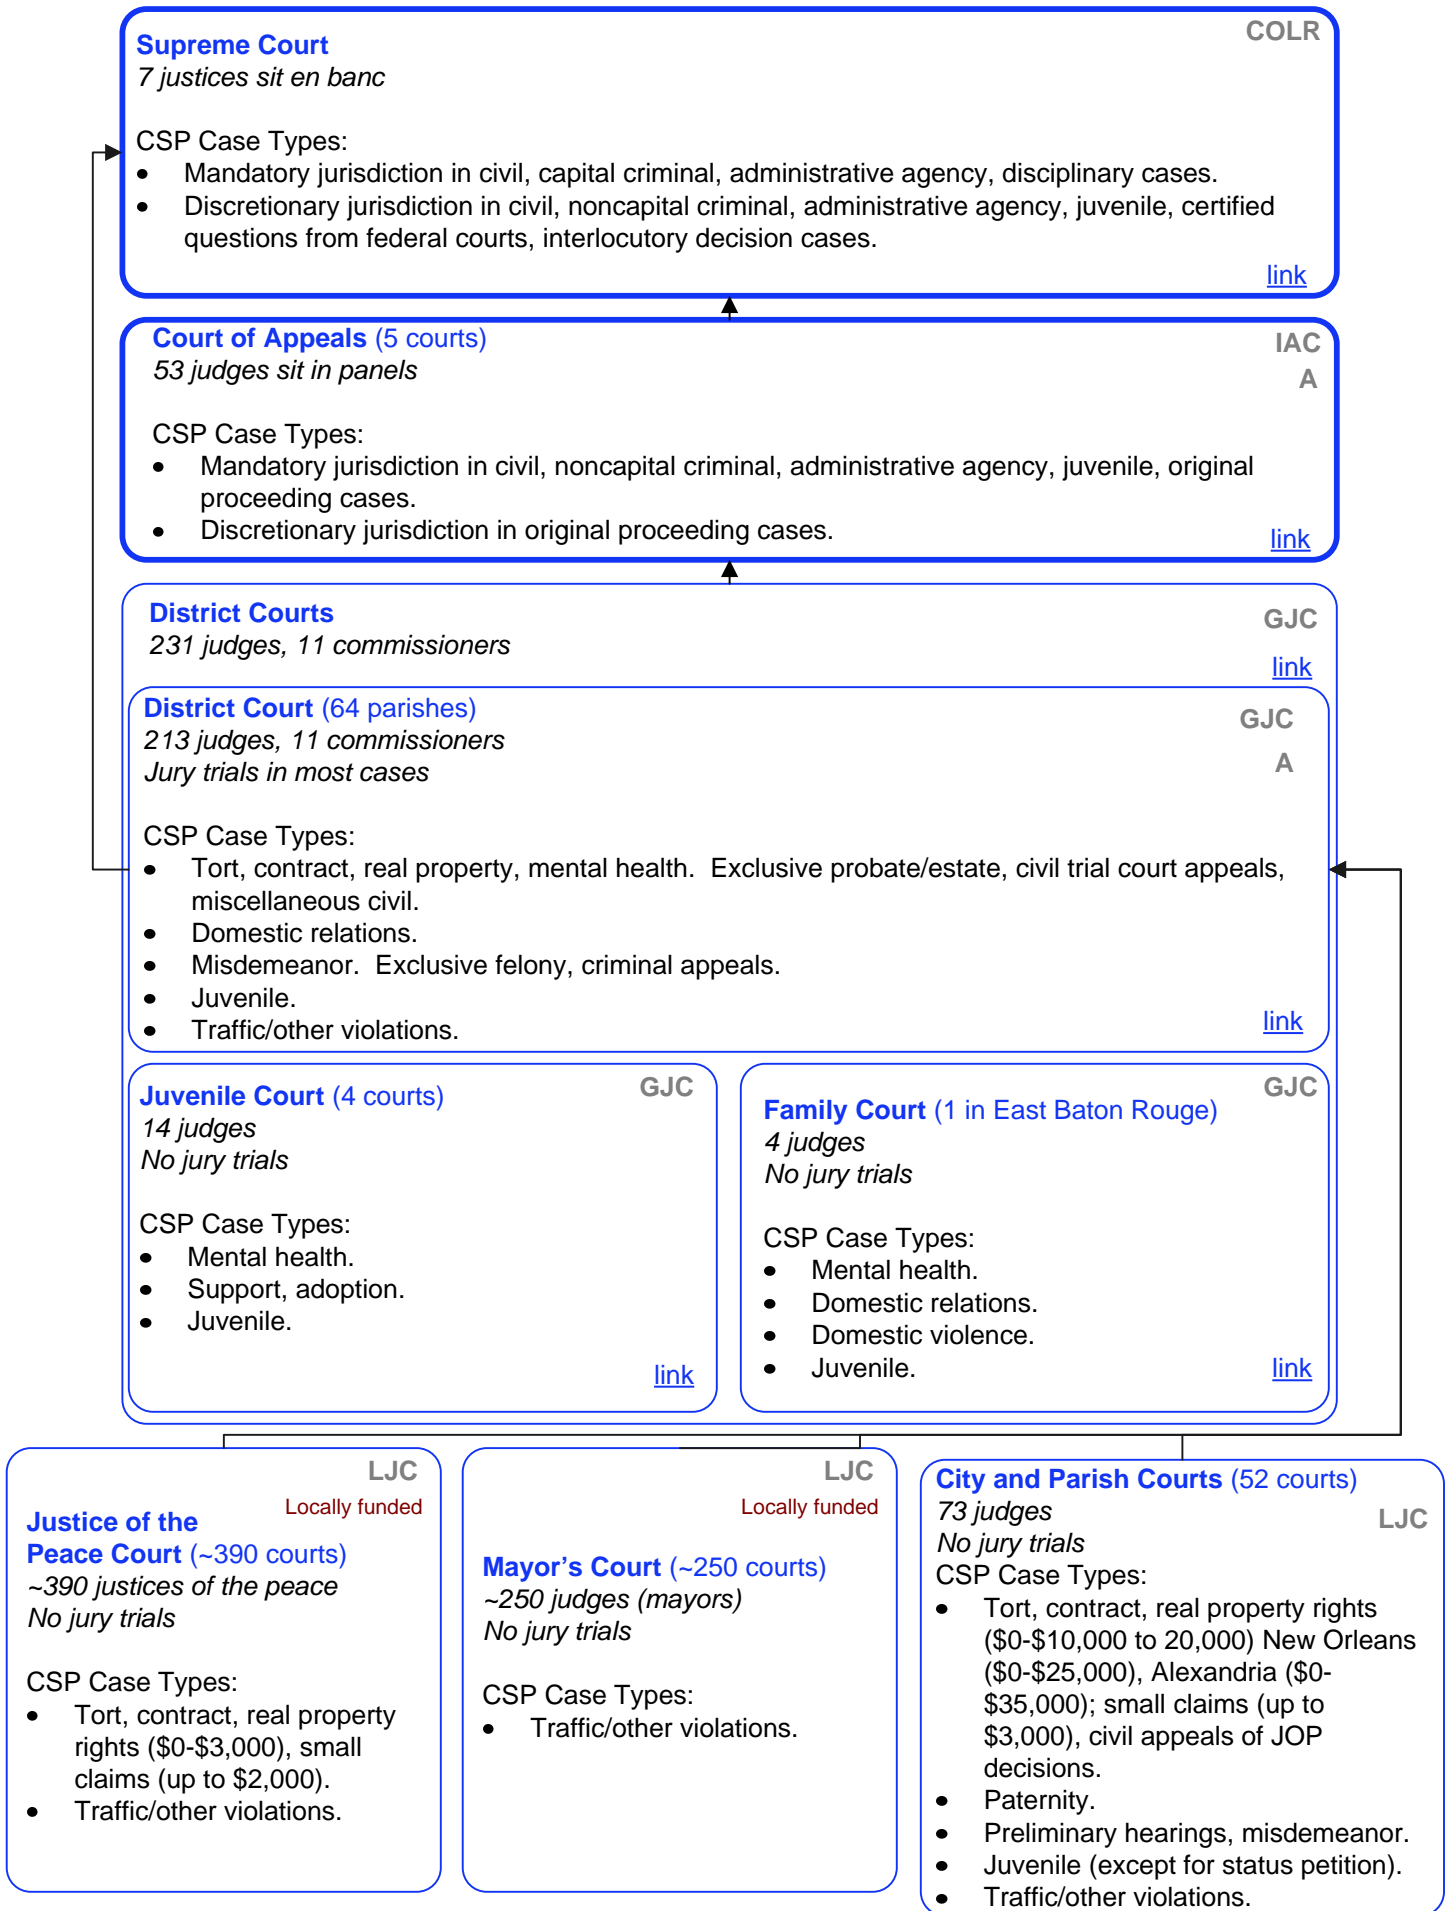 COLR
Supreme Court
7 justices sit en banc
CSP Case Types:
• Mandatory jurisdiction in civil, capital criminal, administrative agency, disciplinary cases.
• Discretionary jurisdiction in civil, noncapital criminal, administrative agency, juvenile, certified
questions from federal courts, interlocutory decision cases.
link
Court of Appeals (5 courts)
IAC
53 judges sit in panels
A
CSP Case Types:
• Mandatory jurisdiction in civil, noncapital criminal, administrative agency, juvenile, original
proceeding cases.
• Discretionary jurisdiction in original proceeding cases.
link
District Courts
GJC
231 judges, 11 commissioners
link
District Court (64 parishes)
GJC
213 judges, 11 commissioners
A
Jury trials in most cases
CSP Case Types:
• Tort, contract, real property, mental health. Exclusive probate/estate, civil trial court appeals,
miscellaneous civil.
• Domestic relations.
• Misdemeanor. Exclusive felony, criminal appeals.
• Juvenile.
• Traffic/other violations.
link
GJC
Juvenile Court (4 courts)
14 judges
No jury trials
CSP Case Types:
• Mental health.
• Support, adoption.
• Juvenile.
link
GJC
Family Court (1 in East Baton Rouge)
4 judges
No jury trials
CSP Case Types:
• Mental health.
• Domestic relations.
• Domestic violence.
• Juvenile.
link
LJC
Locally funded
Justice of the
Peace Court (~390 courts)
~390 justices of the peace
No jury trials
CSP Case Types:
• Tort, contract, real property
rights ($0-$3,000), small
claims (up to $2,000).
• Traffic/other violations.
LJC
Locally funded
Mayor's Court (~250 courts)
~250 judges (mayors)
No jury trials
CSP Case Types:
• Traffic/other violations.
City and Parish Courts (52 courts)
73 judges
LJC
No jury trials
CSP Case Types:
• Tort, contract, real property rights
($0-$10,000 to 20,000) New Orleans
($0-$25,000), Alexandria ($0-
$35,000); small claims (up to
$3,000), civil appeals of JOP
decisions.
• Paternity.
• Preliminary hearings, misdemeanor.
• Juvenile (except for status petition).
• Traffic/other violations.